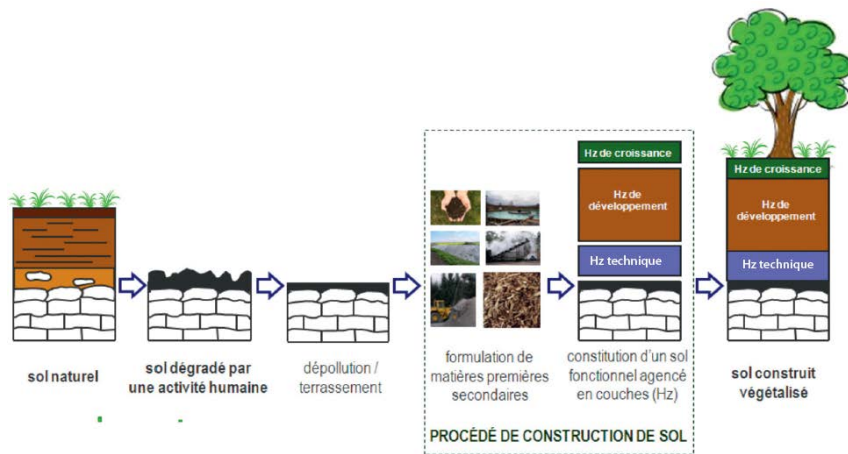 Hz de croissance
Hz de
développement
Hz technique
Hz de croissance
Hz de
développement
Hz technique
sol naturel
sol dégradé par
une activité humaine
dépollution /
terrassement
formulation de
matières premières
secondaires
constitution d'un sol
fonctionnel agencé
en couches (Hz)
sol construit
végétalisé
PROCÉDÉ DE CONSTRUCTION DE SOL